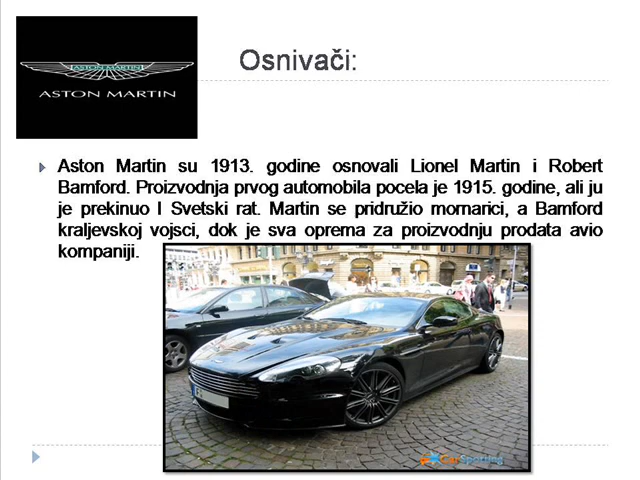 ASTON MARTIN
ASTON MARTIN
Osnivači:
Aston Martin su 1913. godine osnovali Lionel Martin i Robert
Bamford. Proizvodnja prvog automobila pocela je 1915. godine, ali ju
je prekinuo I Svetski rat. Martin se pridružio mornarici, a Bamford
kraljevskoj vojsci, dok je sva oprema za proizvodnju prodata avio
kompaniji.